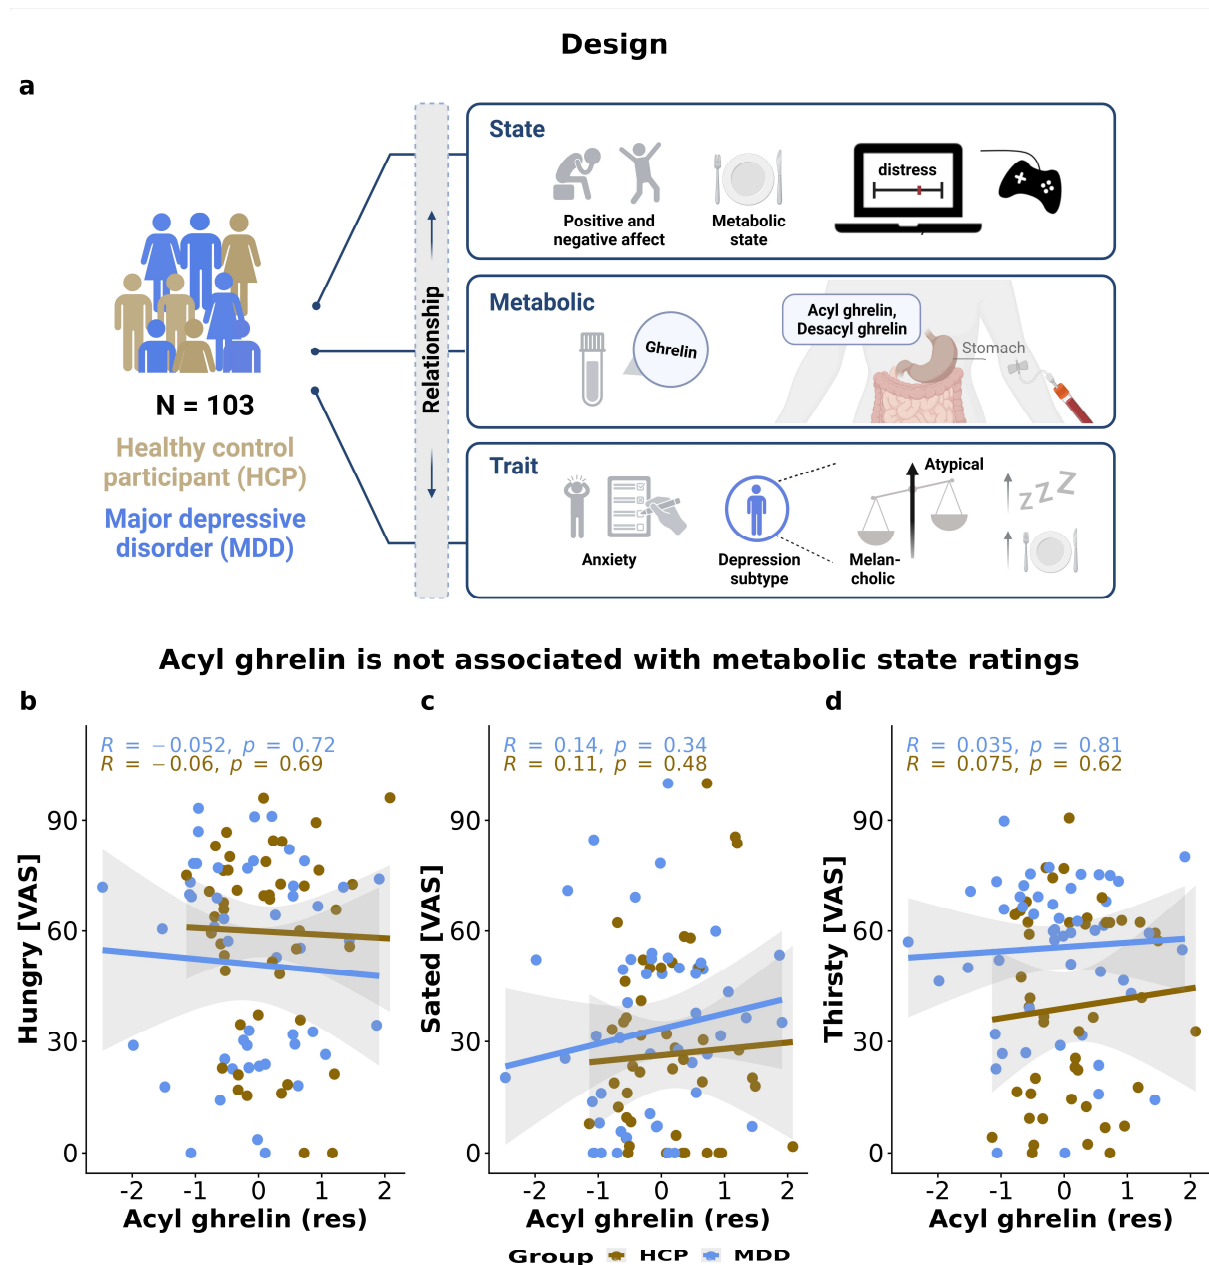 Design
a
State
Positive and
negative affect
Metabolic
state
distress
Metabolic
Ghrelin
Acyl ghrelin,
Desacyl ghrelin
Stomach
Relationship
N = 103
Healthy control
participant (HCP)
Major depressive
disorder (MDD)
Trait
Anxiety
Depression
subtype
Atypical
Melan-
cholic
z z Z
Acyl ghrelin is not associated with metabolic state ratings
b
R = −0.052, p = 0.72
R = −0.06, p = 0.69
Hungry [VAS]
90
60
30
0
-2 -1 0 1 2
Acyl ghrelin (res)
c
R = 0.14, p = 0.34
R = 0.11, p = 0.48
Sated [VAS]
90
60
30
0
-2 -1 0 1 2
Acyl ghrelin (res)
d
R = 0.035, p = 0.81
R = 0.075, p = 0.62
Thirsty [VAS]
90
60
30
0
-2 -1 0 1 2
Acyl ghrelin (res)
Group HCP MDD